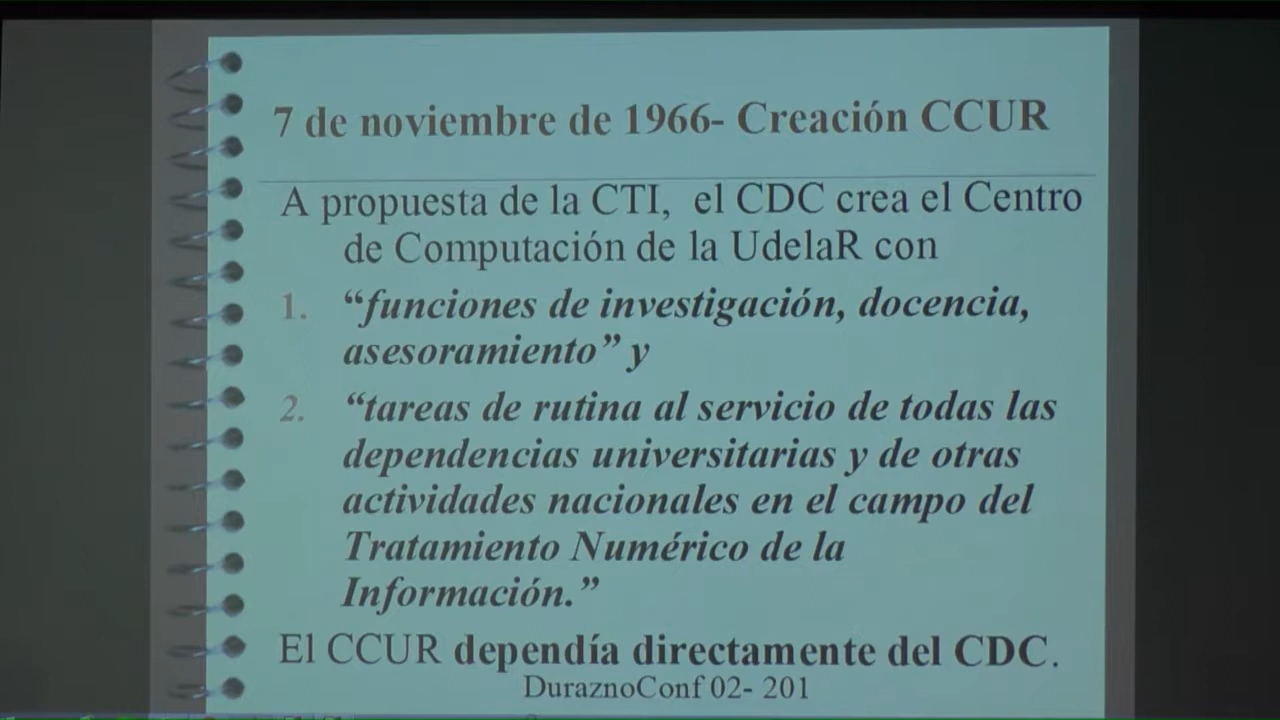 7 de noviembre de 1966- Creación CCUR
A propuesta de la CTI, el CDC crea el Centro
de Computación de la UdelaR con
1. “funciones de investigación, docencia,
asesoramiento” y
2. “tareas de rutina al servicio de todas las
dependencias universitarias y de otras
actividades nacionales en el campo del
Tratamiento Numérico de la
Información.”
El CCUR dependía directamente del CDC.
DuraznoConf 02- 201